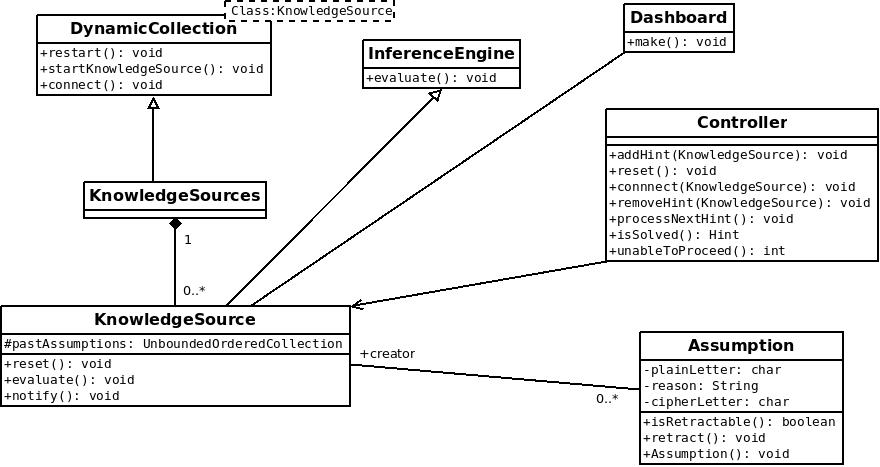 Class:KnowledgeSource
DynamicCollection
+restart(): void
+startKnowledgeSource(): void
+connect(): void
InferenceEngine
+evaluate(): void
Dashboard
+make(): void
Controller
+addHint(KnowledgeSource): void
+reset(): void
+connnect(KnowledgeSource): void
+removeHint(KnowledgeSource): void
+processNextHint(): void
+isSolved(): Hint
+unableToProceed(): int
KnowledgeSources
1
0..*
KnowledgeSource
#pastAssumptions: UnboundedOrderedCollection
+reset(): void
+evaluate(): void
+notify(): void
+creator
0..*
Assumption
-plainLetter: char
-reason: String
-cipherLetter: char
+isRetractable(): boolean
+retract(): void
+Assumption(): void